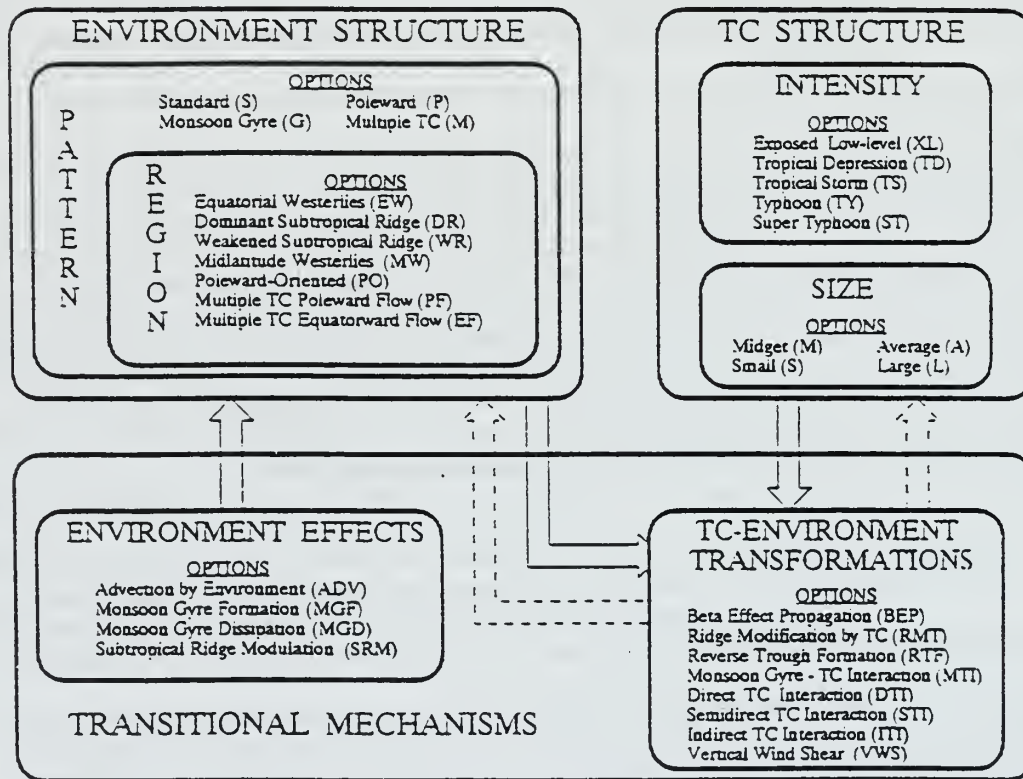 ENVIRONMENT STRUCTURE
PATTERN
OPTIONS
Standard (S) Poleward (P)
Monsoon Gyre (G) Multiple TC (M)
REGION
OPTIONS
Equatorial Westerlies (EW)
Dominant Subtropical Ridge (DR)
Weakened Subtropical Ridge (WR)
Midlatitude Westerlies (MW)
Poleward-Oriented (PO)
Multiple TC Poleward Flow (PF)
Multiple TC Equatorward Flow (EF)
TC STRUCTURE
INTENSITY
OPTIONS
Exposed Low-level (XL)
Tropical Depression (TD)
Tropical Storm (TS)
Typhoon (TY)
Super Typhoon (ST)
SIZE
OPTIONS
Midget (M) Average (A)
Small (S) Large (L)
ENVIRONMENT EFFECTS
OPTIONS
Advection by Environment (ADV)
Monsoon Gyre Formation (MGF)
Monsoon Gyre Dissipation (MGD)
Subtropical Ridge Modulation (SRM)
TRANSITIONAL MECHANISMS
TC-ENVIRONMENT
TRANSFORMATIONS
OPTIONS
Beta Effect Propagation (BEP)
Ridge Modification by TC (RMT)
Reverse Trough Formation (RTF)
Monsoon Gyre - TC Interaction (MTI)
Direct TC Interaction (DTI)
Semidirect TC Interaction (STI)
Indirect TC Interaction (ITI)
Vertical Wind Shear (VWS)